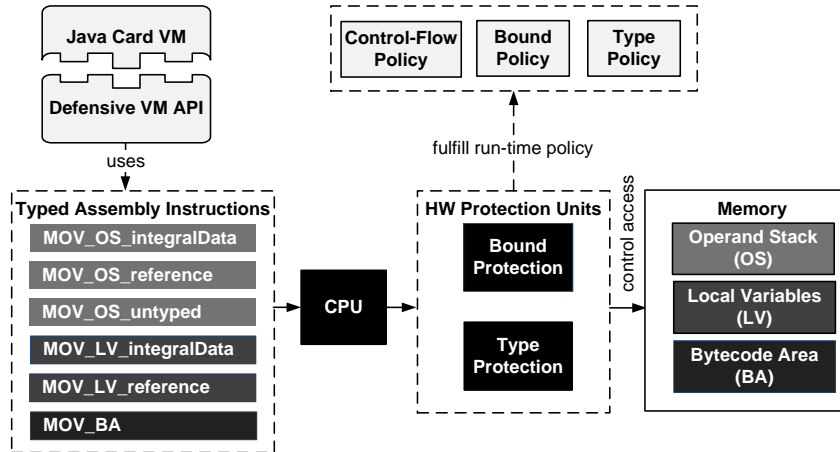 Java Card VM
Defensive VM API
uses
Control-Flow
Policy
Bound
Policy
Type
Policy
fulfill run-time policy
Typed Assembly Instructions
MOV_OS_integralData
MOV_OS_reference
MOV_OS_untyped
MOV_LV_integralData
MOV_LV_reference
MOV_BA
CPU
HW Protection Units
Bound
Protection
Type
Protection
control access
Memory
Operand Stack
(OS)
Local Variables
(LV)
Bytecode Area
(BA)